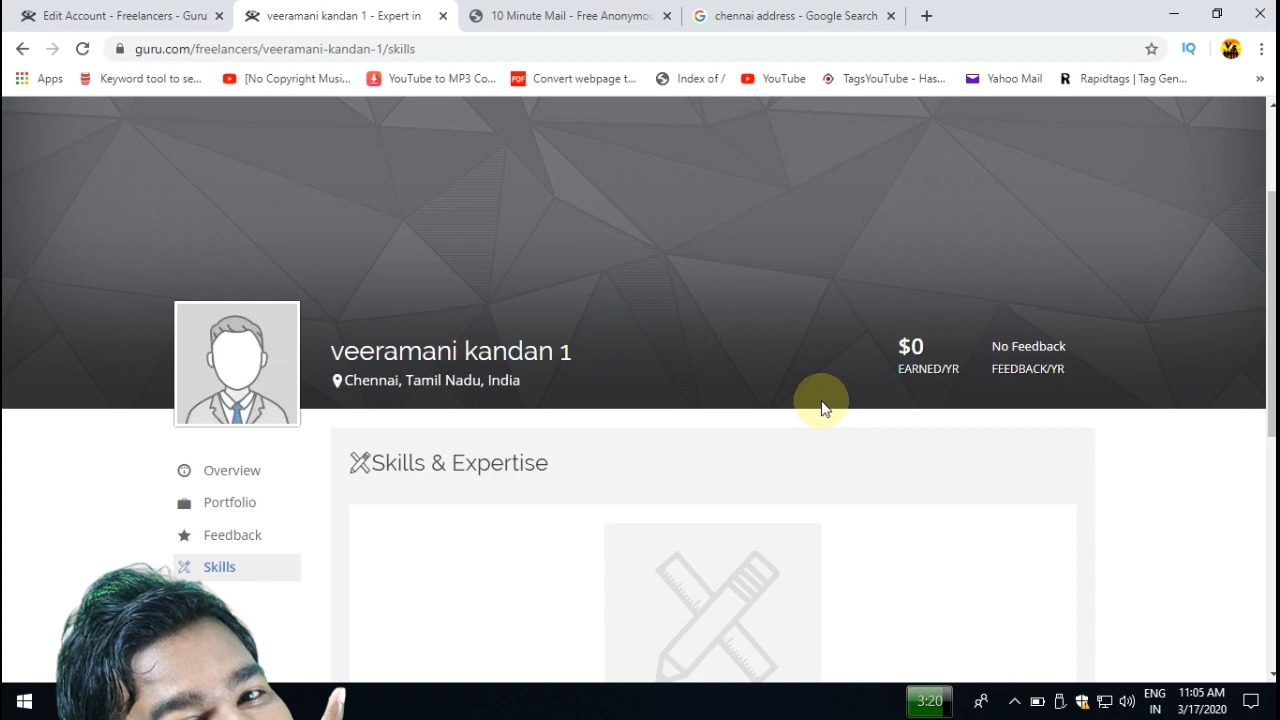 Edit Account - Freelancers - Guru
veeramani kandan 1 - Expert in
10 Minute Mail - Free Anonymou
chennai address - Google Search
guru.com/freelancers/veeramani-kandan-1/skills
IQ
Apps
Keyword tool to se...
[No Copyright Musi...
YouTube to MP3 Co...
PDF
Convert webpage t...
Index of /
YouTube
TagsYouTube - Has...
Yahoo Mail
R
Rapidtags | Tag Gen...
»
veeramani kandan 1
Chennai, Tamil Nadu, India
$0
EARNED/YR
No Feedback
FEEDBACK/YR
Overview
Portfolio
Feedback
Skills
Skills & Expertise
3:20
ENG
IN
11:05 AM
3/17/2020